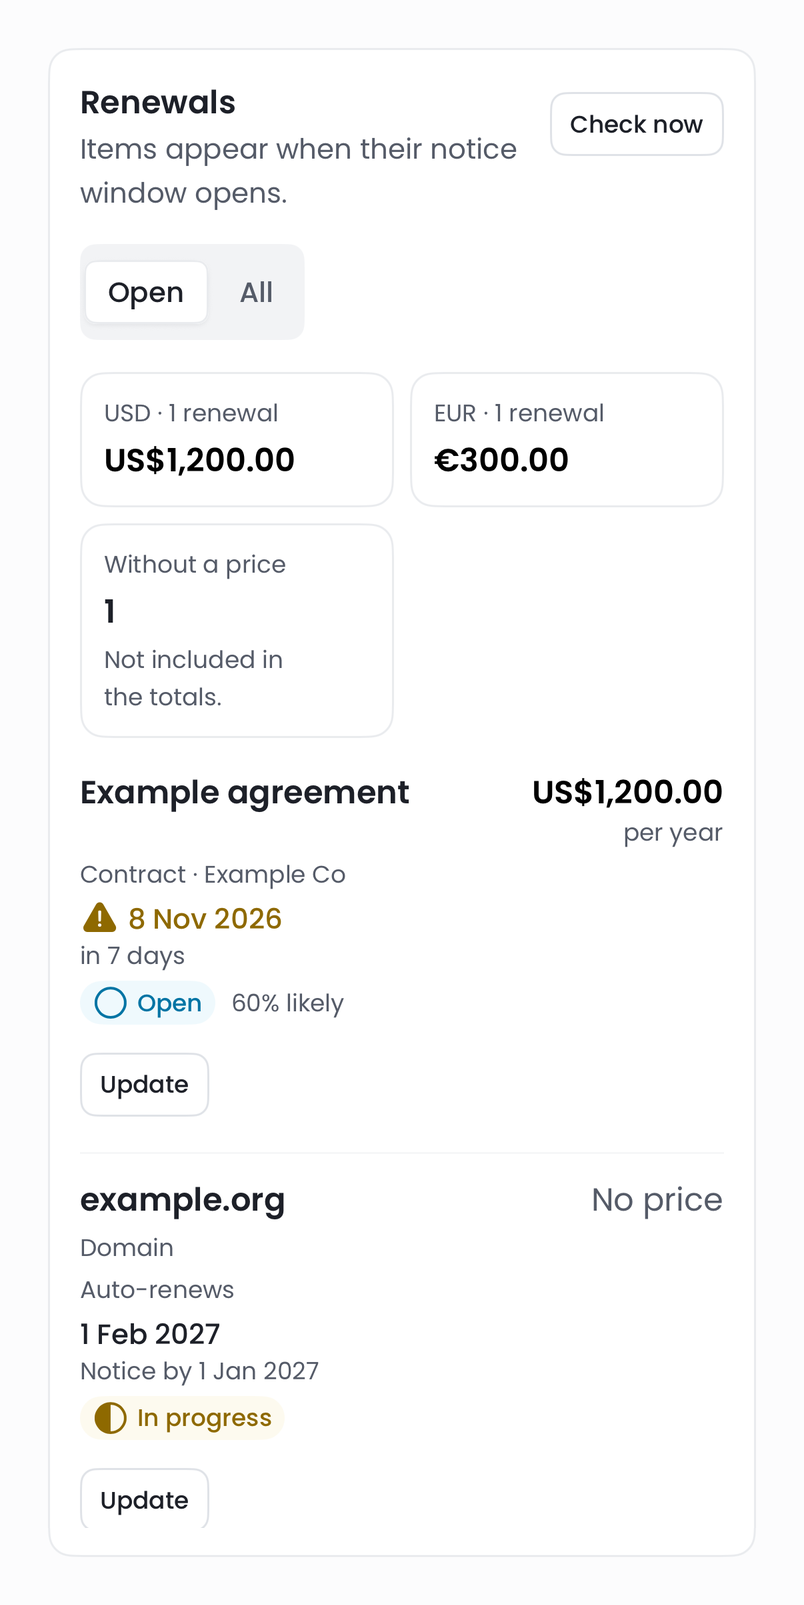 Renewals
Check now
Items appear when their notice
window opens.
Open
All
USD · 1 renewal
US$1,200.00
EUR · 1 renewal
€300.00
Without a price
1
Not included in
the totals.
Example agreement
US$1,200.00
per year
Contract · Example Co
8 Nov 2026
in 7 days
Open
60% likely
Update
example.org
No price
Domain
Auto-renews
1 Feb 2027
Notice by 1 Jan 2027
In progress
Update